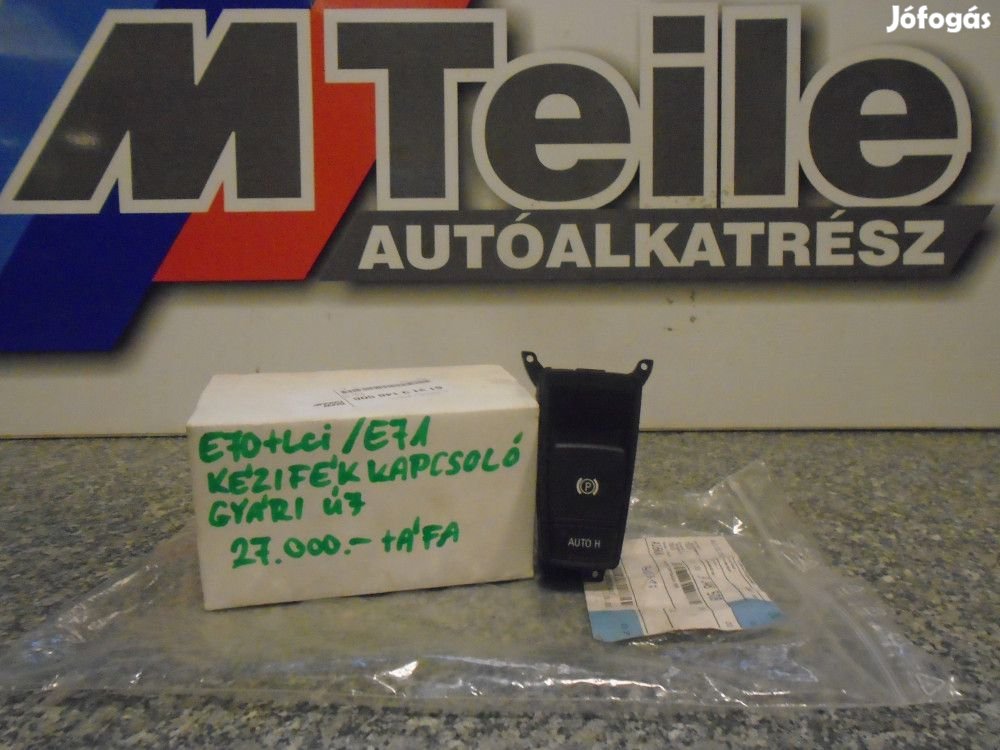 Jófogás
MTeile
AUTÓALKATRÉSZ
E70+Lci/E71
KÉZIFÉK KAPCSOLÓ
GYÁRI ÚJ
27.000.- +ÁFA
P
AUTO H